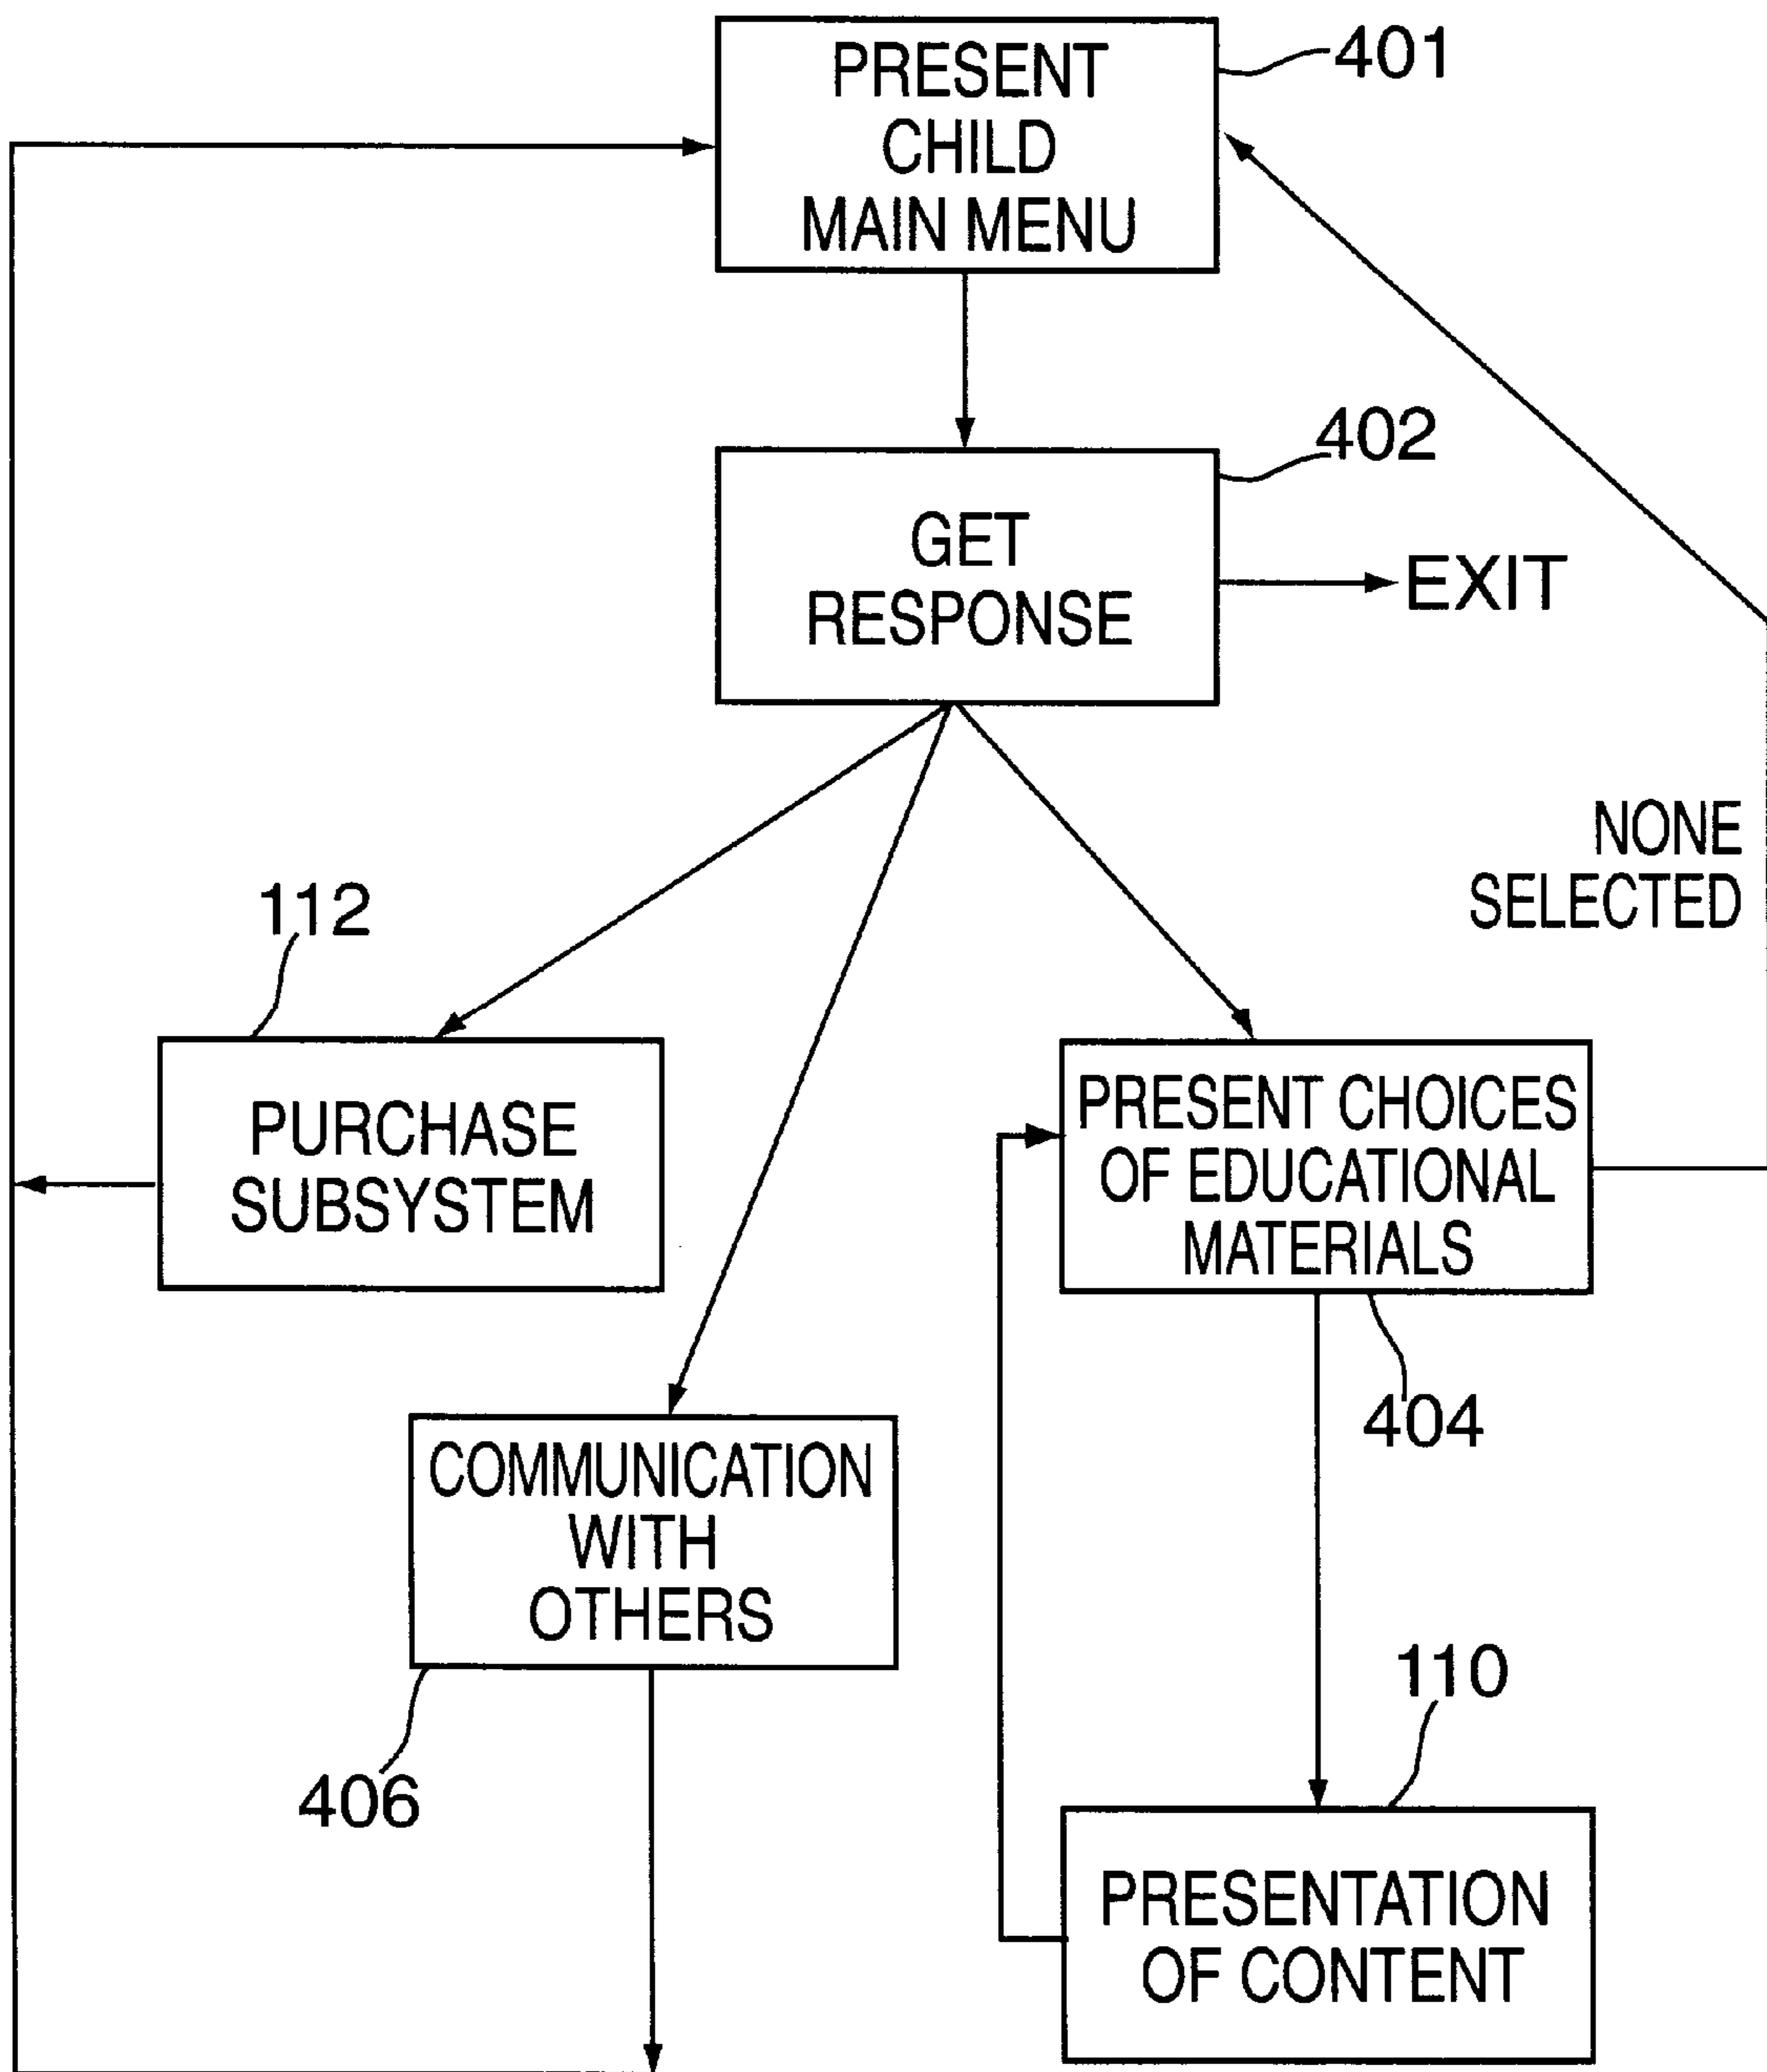 PRESENT
CHILD
MAIN MENU
401
402
GET
RESPONSE
EXIT
NONE
SELECTED
112
PURCHASE
SUBSYSTEM
PRESENT CHOICES
OF EDUCATIONAL
MATERIALS
404
COMMUNICATION
WITH
OTHERS
406
110
PRESENTATION
OF CONTENT